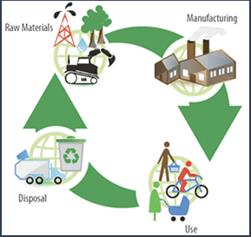 Raw Materials
Manufacturing
Disposal
Use